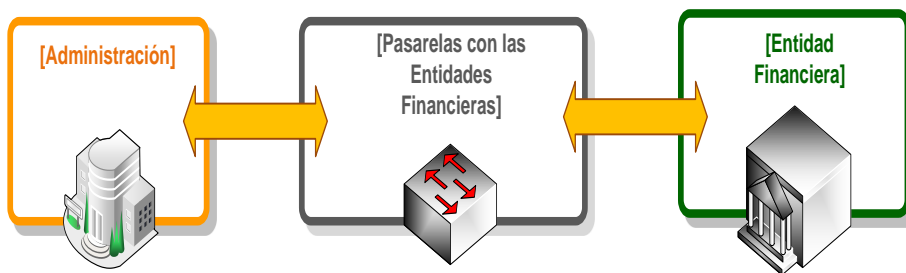 [Administración]
[Pasarelas con las
Entidades
Financieras]
[Entidad
Financiera]